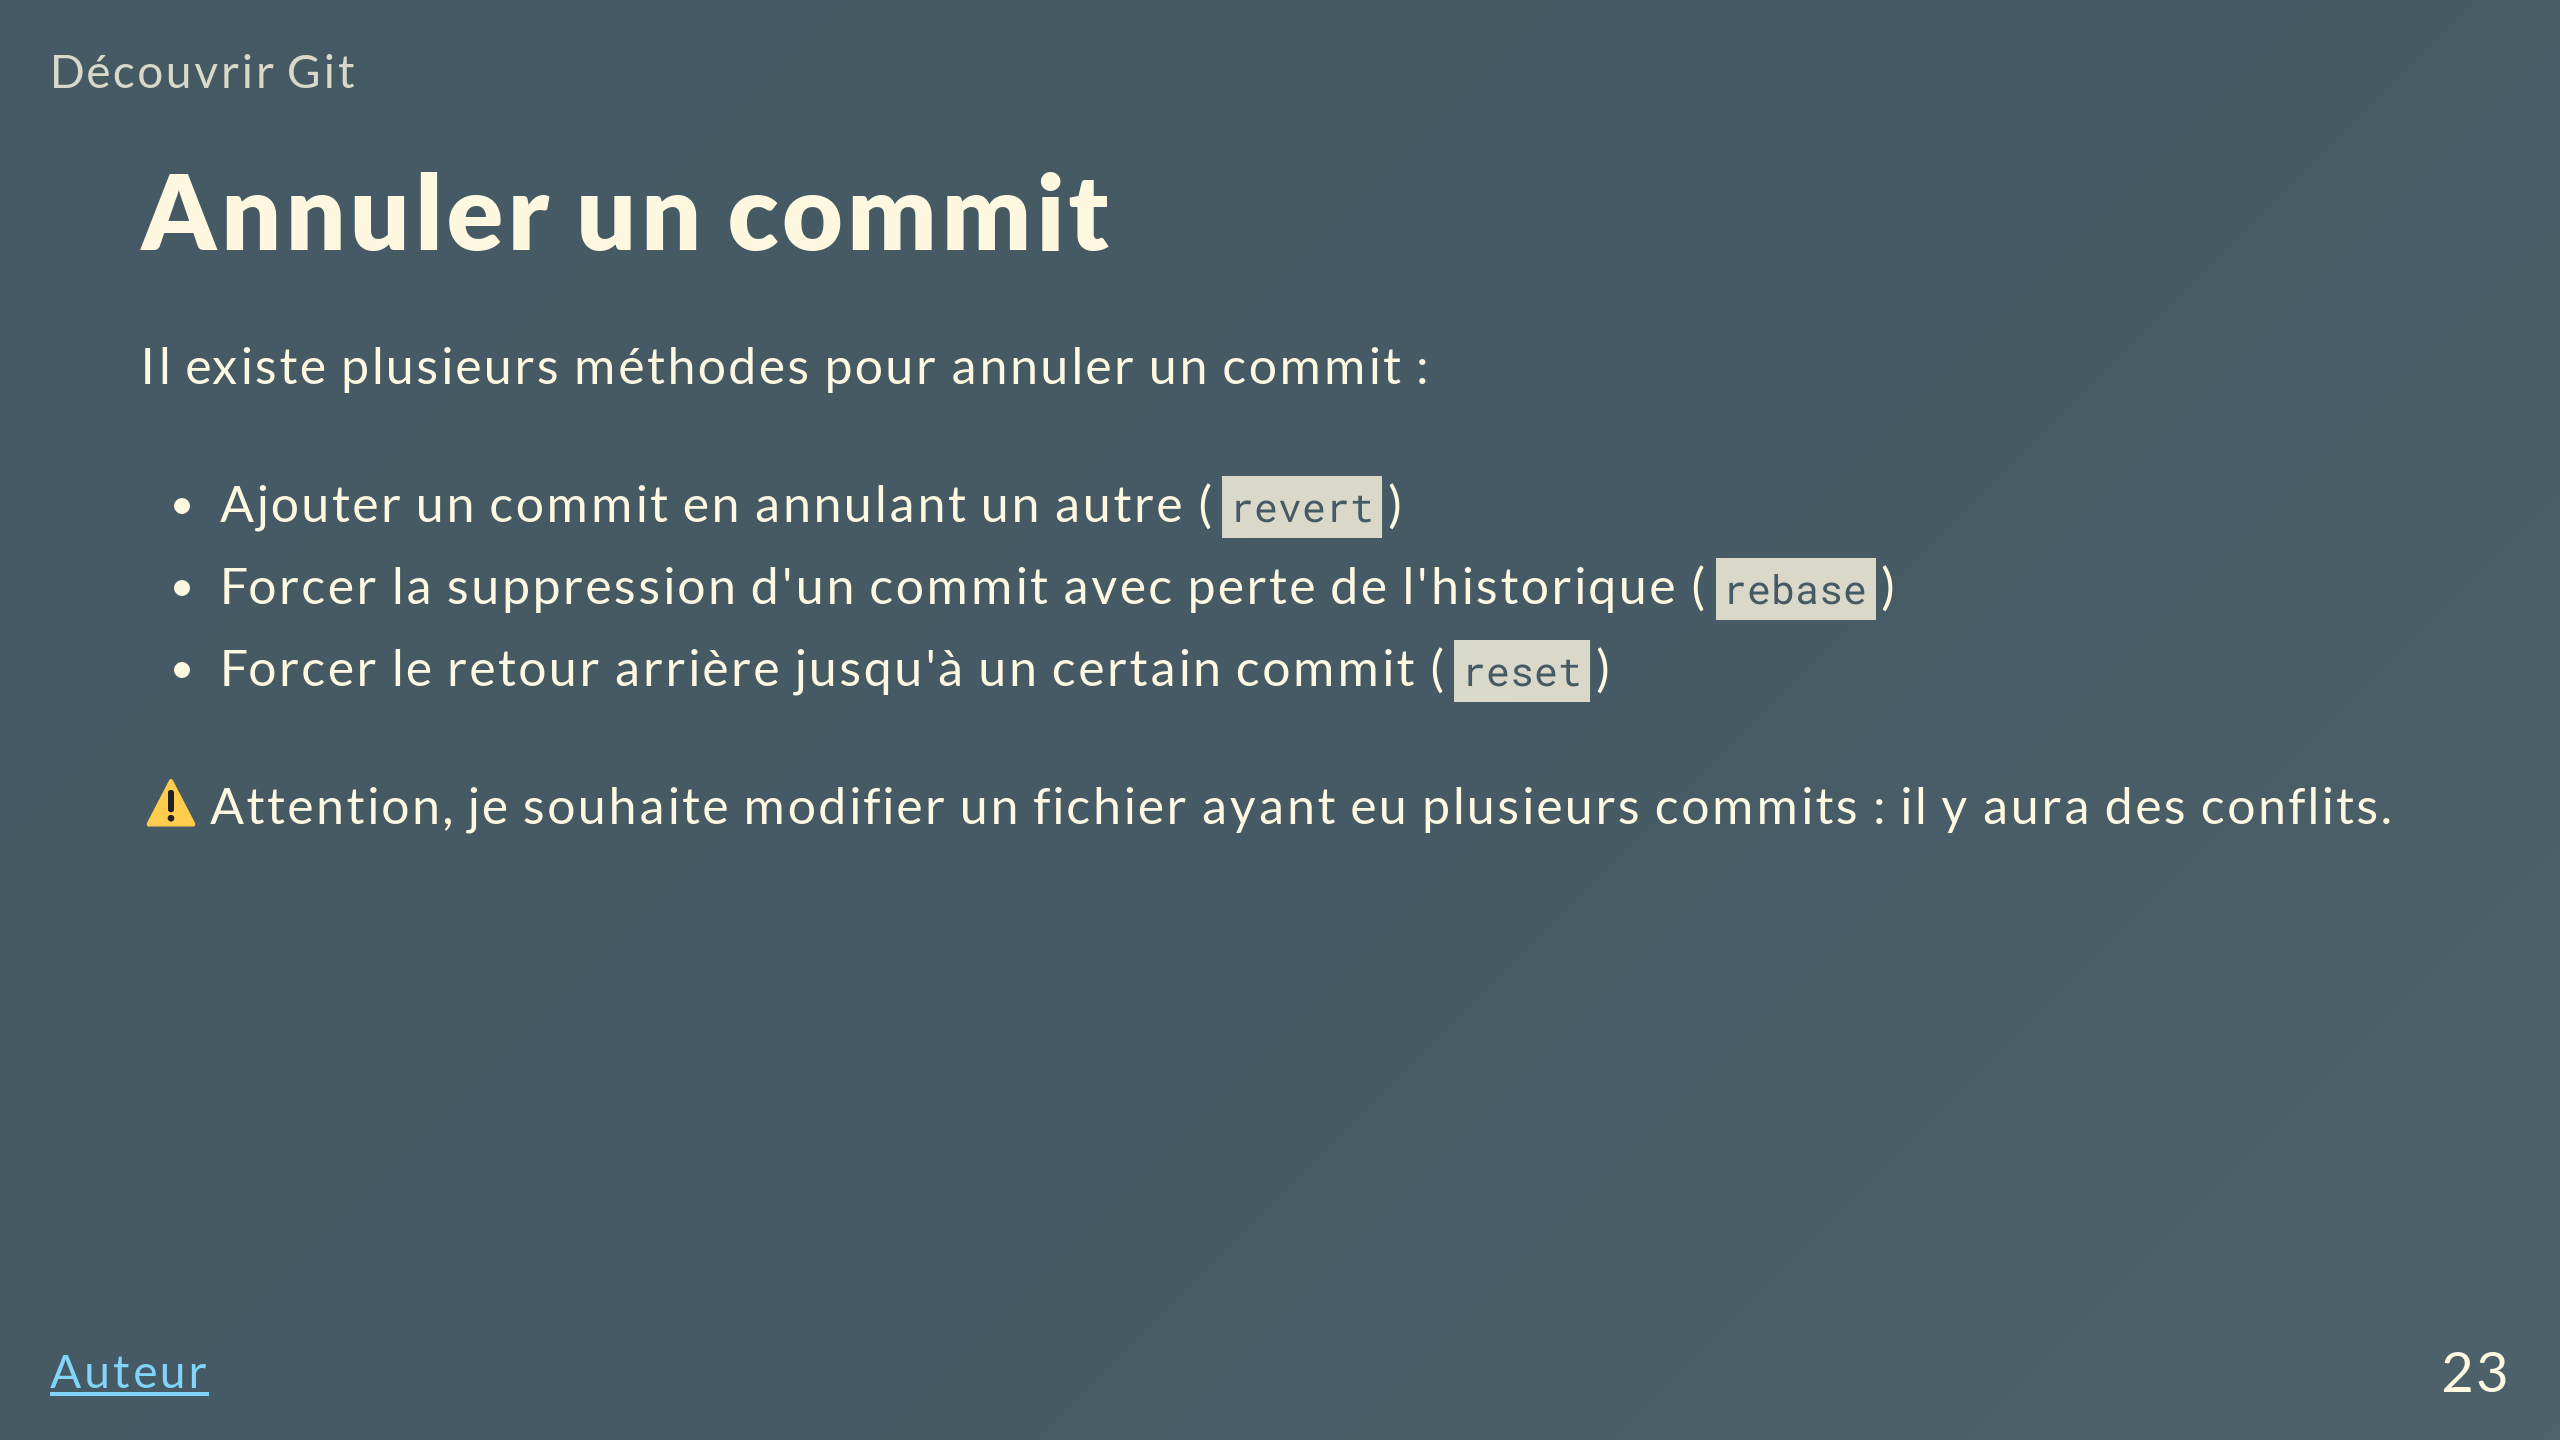 Découvrir Git
Annuler un commit
Il existe plusieurs méthodes pour annuler un commit :
• Ajouter un commit en annulant un autre ( revert )
• Forcer la suppression d'un commit avec perte de l'historique ( rebase )
• Forcer le retour arrière jusqu'à un certain commit ( reset )
⚠️ Attention, je souhaite modifier un fichier ayant eu plusieurs commits : il y aura des conflits.
Auteur
23